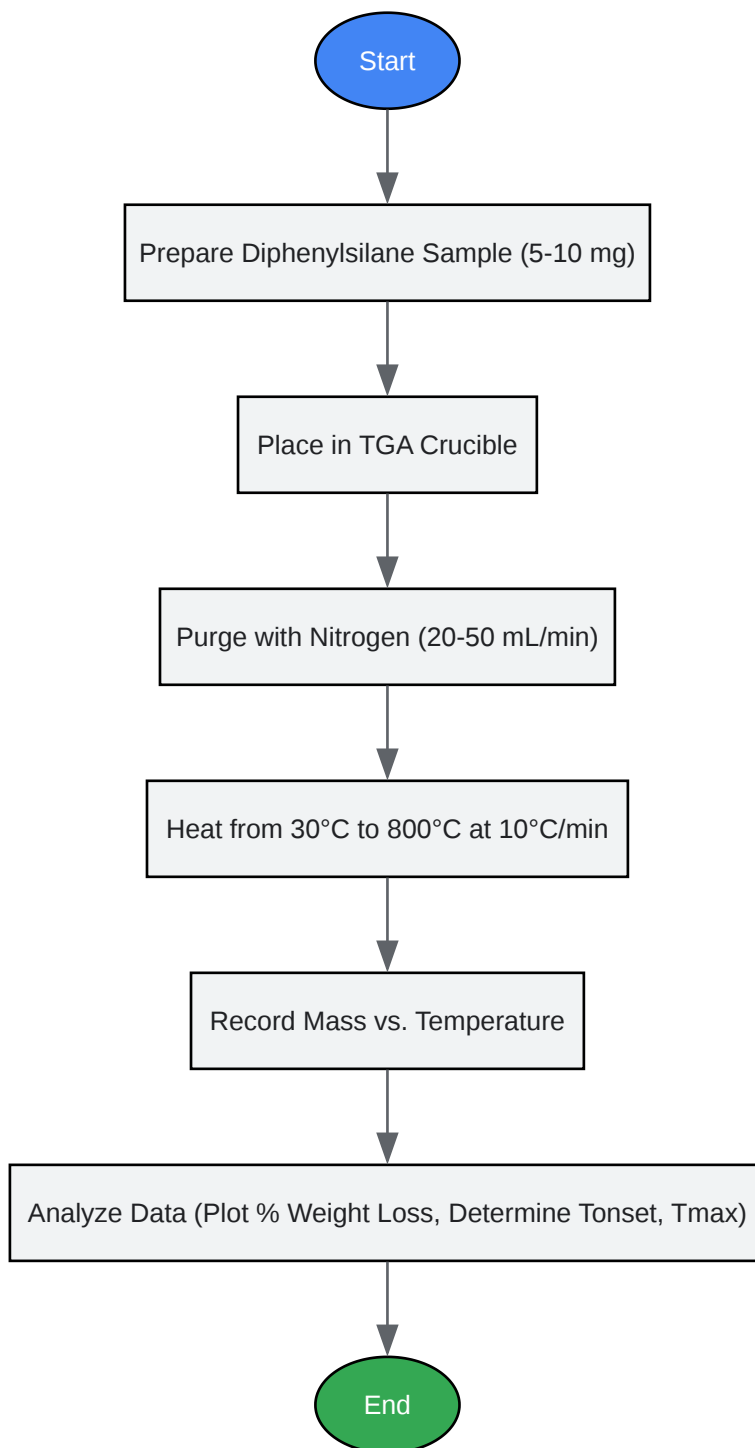 Start
Prepare Diphenylsilane Sample (5-10 mg)
Place in TGA Crucible
Purge with Nitrogen (20-50 mL/min)
Heat from 30°C to 800°C at 10°C/min
Record Mass vs. Temperature
Analyze Data (Plot % Weight Loss, Determine Tonset, Tmax)
End